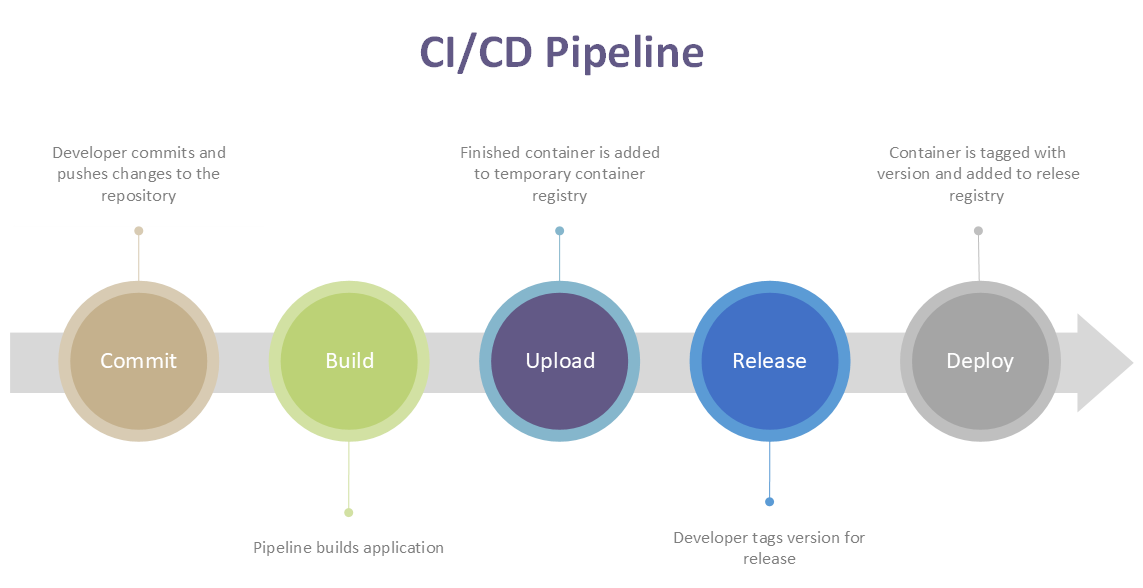 CI/CD Pipeline
Developer commits and
pushes changes to the
repository
Finished container is added
to temporary container
registry
Container is tagged with
version and added to relese
registry
Commit
Build
Upload
Release
Deploy
Pipeline builds application
Developer tags version for
release